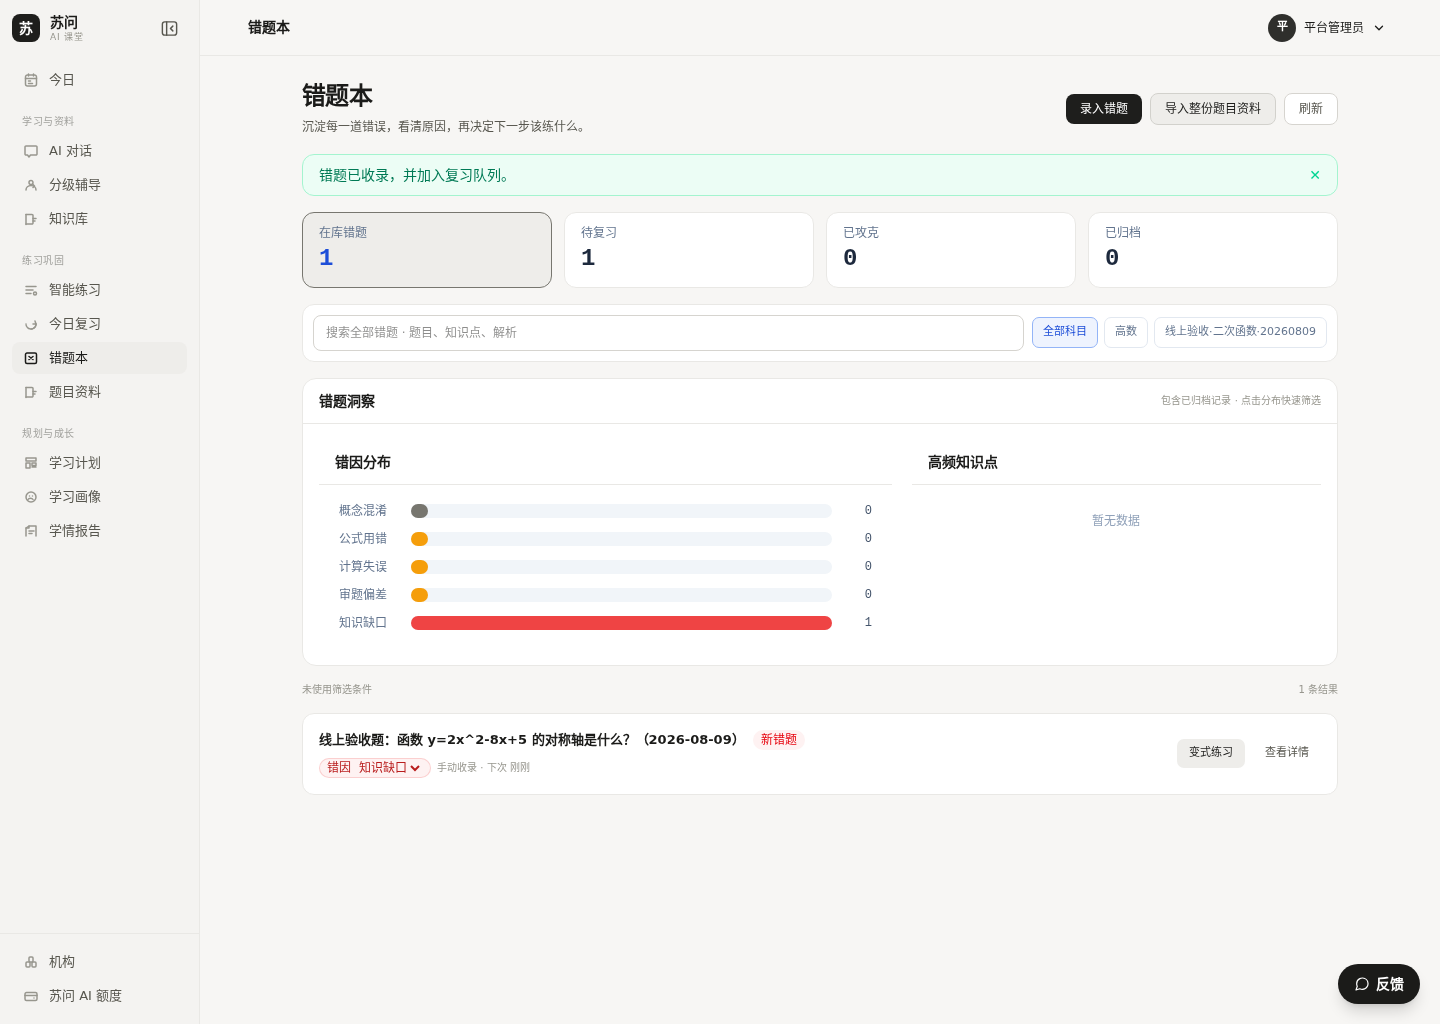 苏
苏问
AI 课堂
今日
学习与资料
AI 对话
分级辅导
知识库
练习巩固
智能练习
今日复习
错题本
题目资料
规划与成长
学习计划
学习画像
学情报告
机构
苏问 AI 额度
错题本
平
平台管理员
错题本
沉淀每一道错误，看清原因，再决定下一步该练什么。
录入错题
导入整份题目资料
刷新
错题已收录，并加入复习队列。
在库错题
1
待复习
1
已攻克
0
已归档
0
搜索全部错题 · 题目、知识点、解析
全部科目
高数
线上验收·二次函数·20260809
错题洞察
包含已归档记录 · 点击分布快速筛选
错因分布
概念混淆 0
公式用错 0
计算失误 0
审题偏差 0
知识缺口 1
高频知识点
暂无数据
未使用筛选条件
1 条结果
线上验收题：函数 y=2x^2-8x+5 的对称轴是什么？（2026-08-09）
新错题
错因 知识缺口
手动收录 · 下次 刚刚
变式练习
查看详情
反馈